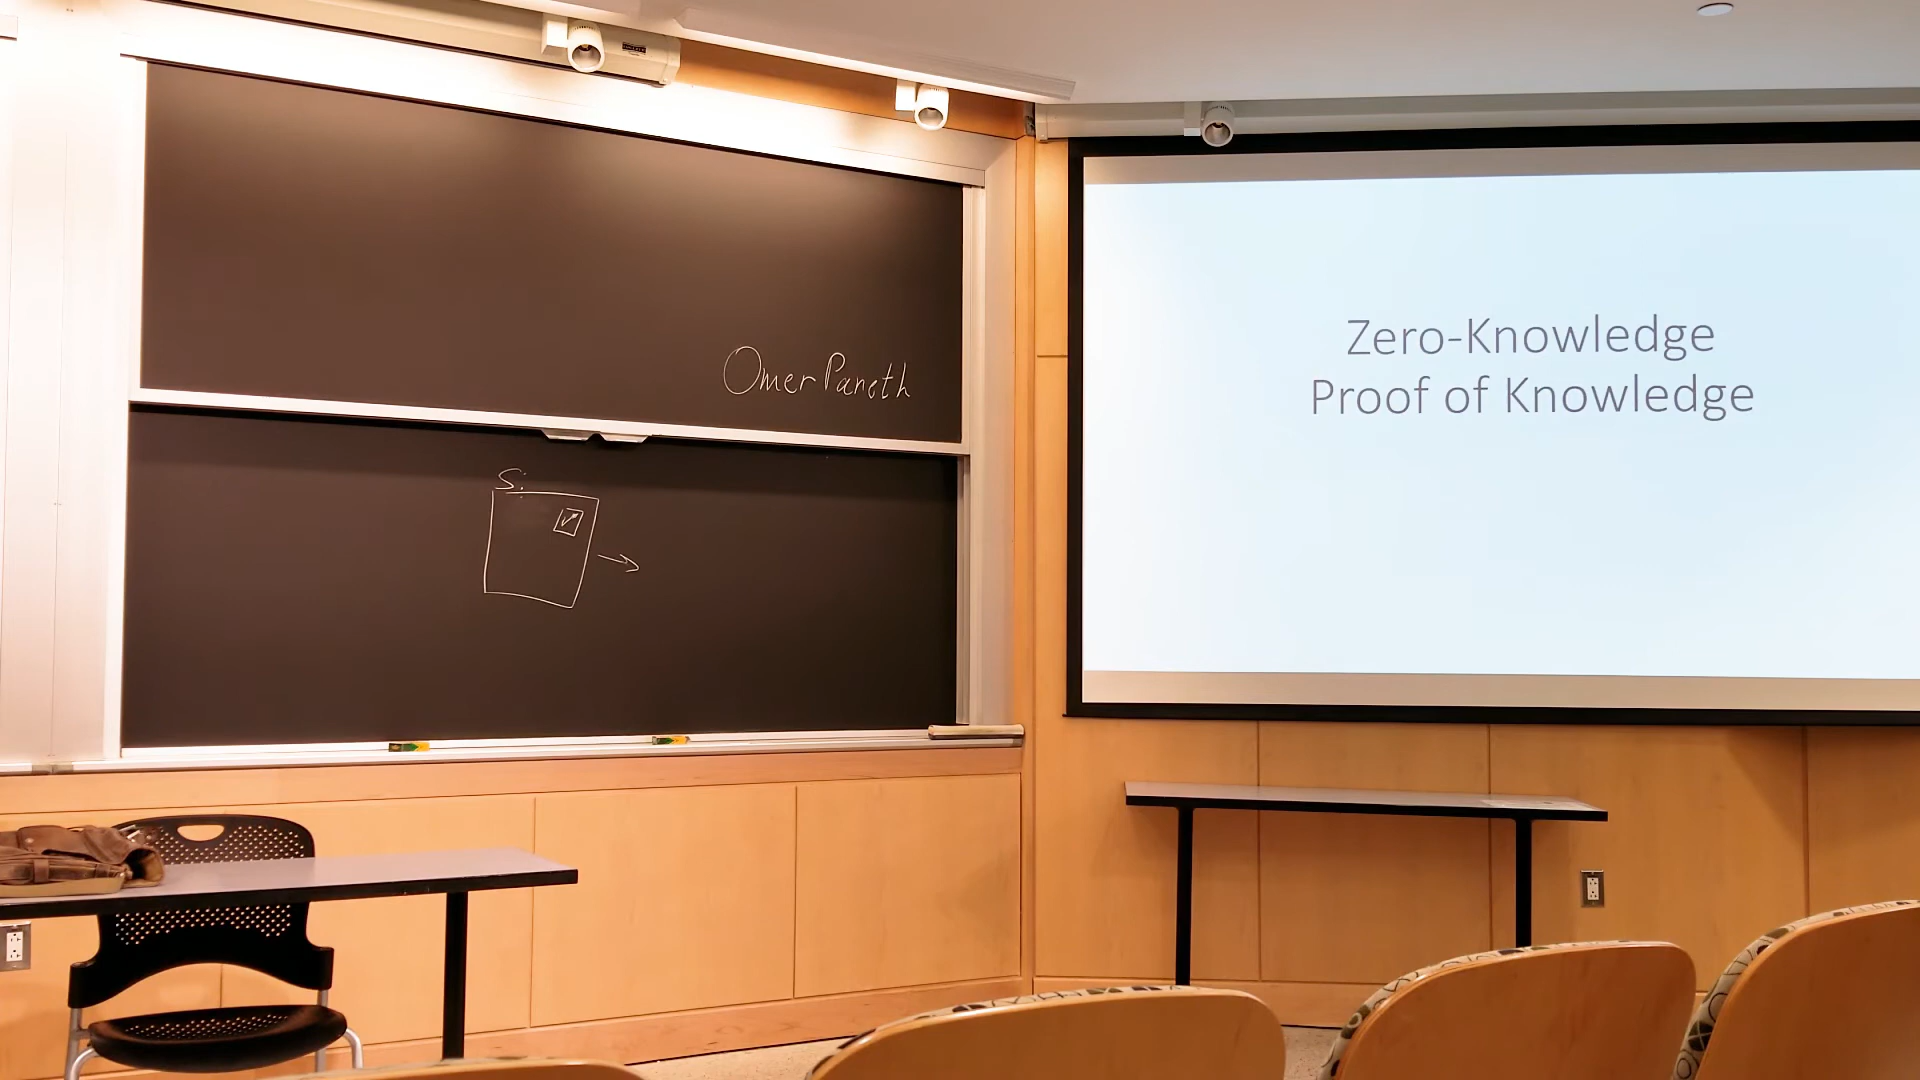 Omer Paneth
S:
V*
Zero-Knowledge
Proof of Knowledge